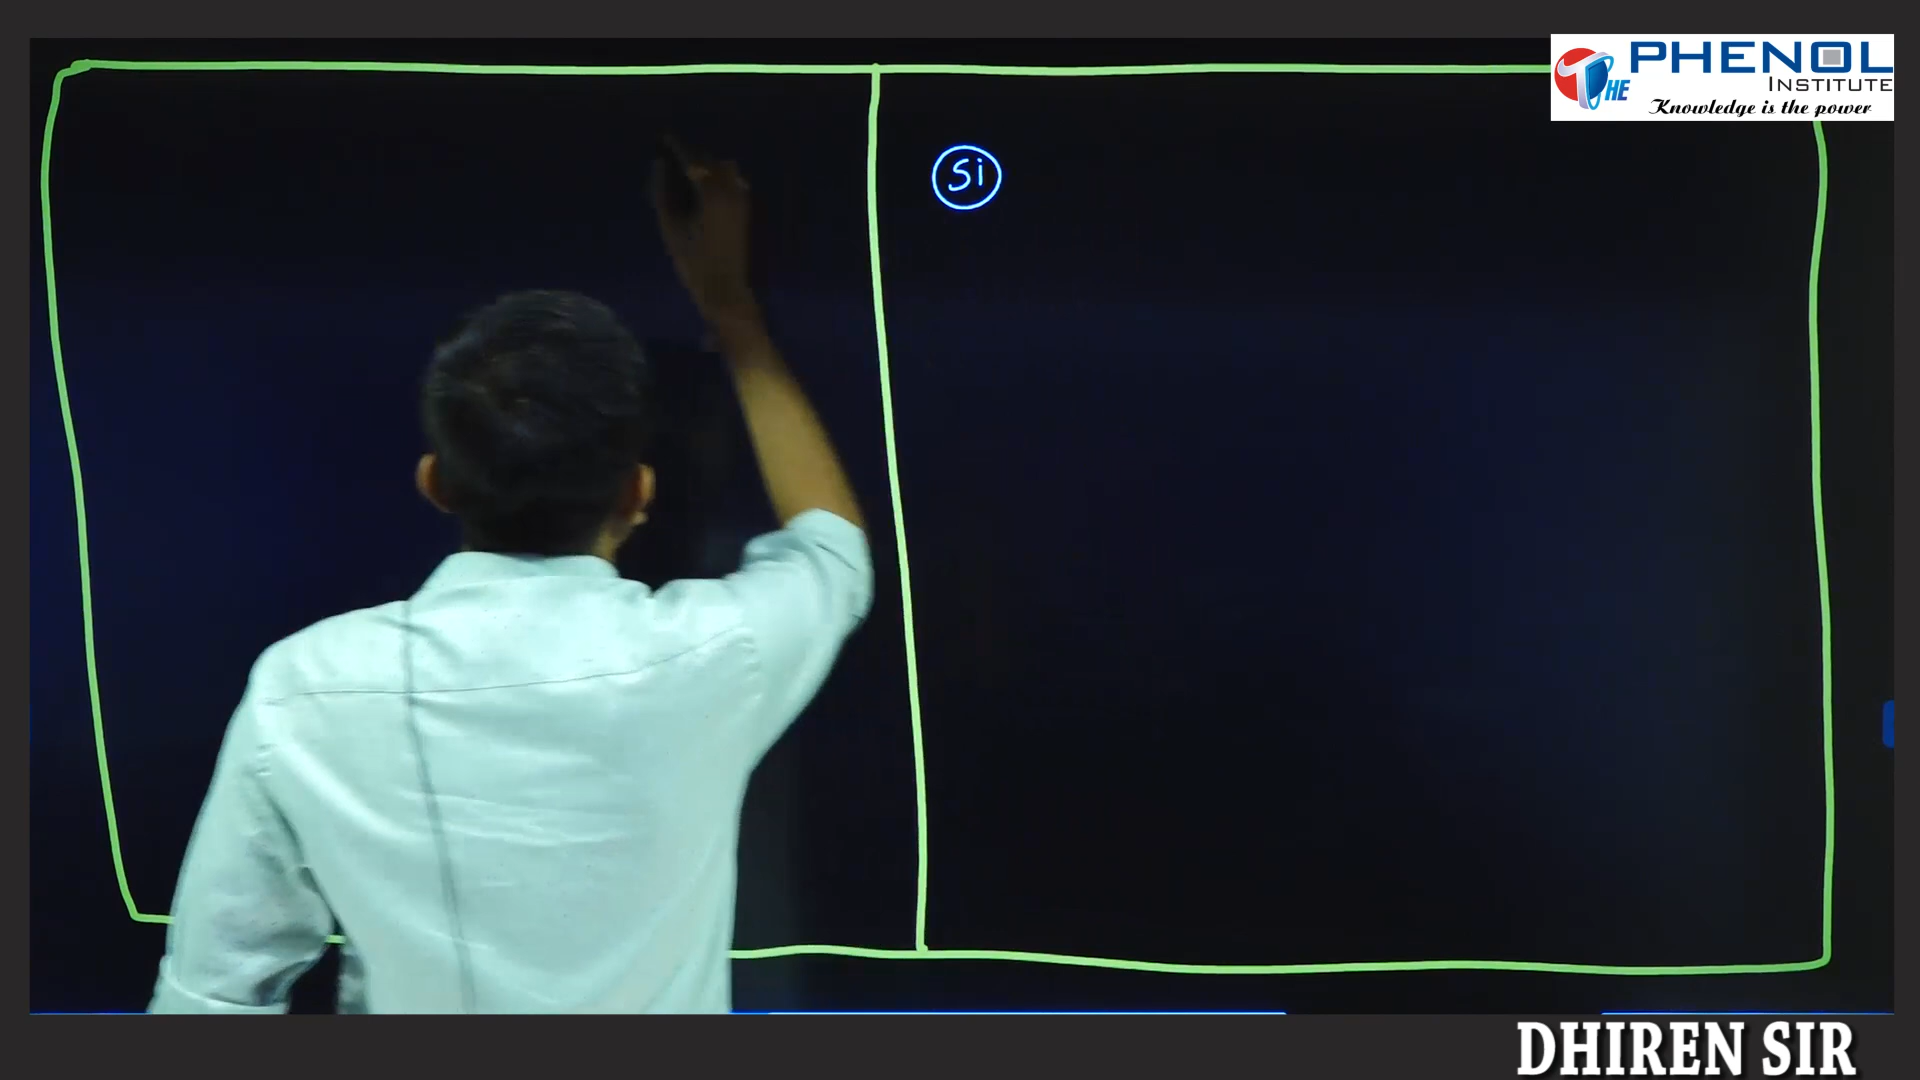 THE PHENOL
INSTITUTE
Knowledge is the power
Si
DHIREN SIR